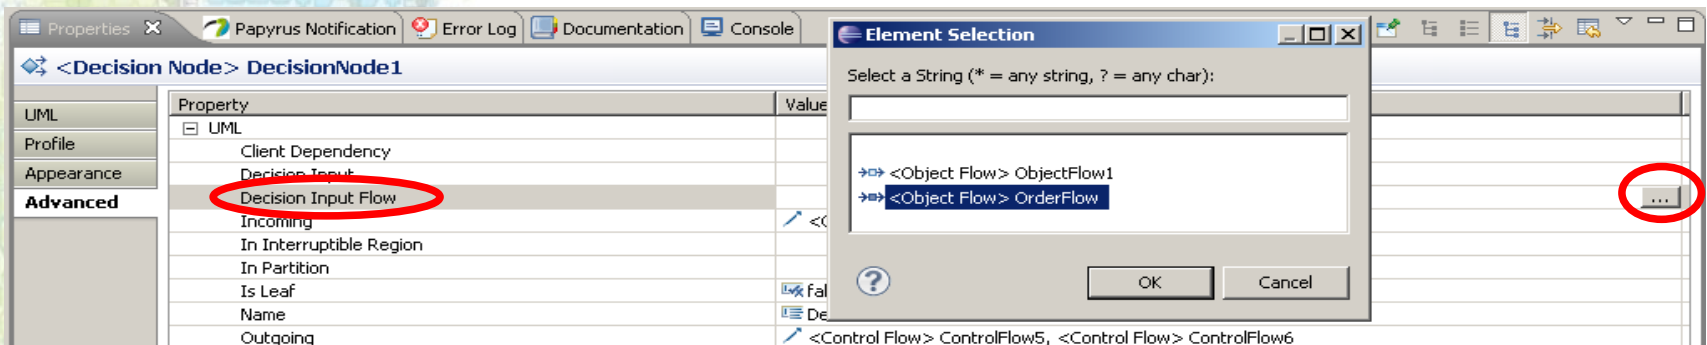 Properties Papyrus Notification Error Log Documentation Console
<Decision Node> DecisionNode1
UML
Profile
Appearance
Advanced
Property Value
UML
Client Dependency
Decision Input
Decision Input Flow
Incoming
In Interruptible Region
In Partition
Is Leaf fal
Name De
Outgoing <Control Flow> ControlFlow5, <Control Flow> ControlFlow6
Element Selection
Select a String (* = any string, ? = any char):
<Object Flow> ObjectFlow1
<Object Flow> OrderFlow
OK Cancel
...